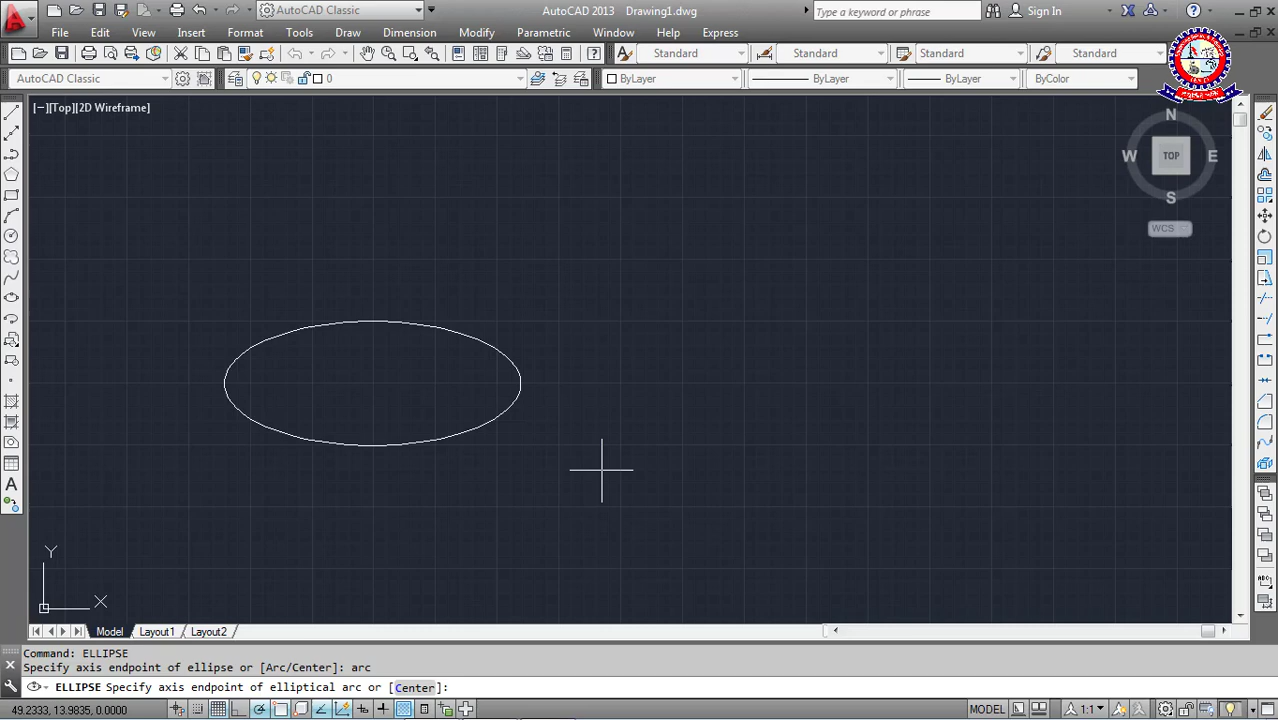 AutoCAD Classic
AutoCAD 2013 Drawing1.dwg
Type a keyword or phrase
Sign In
File Edit View Insert Format Tools Draw Dimension Modify Parametric Window Help Express
Standard Standard Standard Standard
AutoCAD Classic 0 ByLayer ByLayer ByLayer ByColor
[−][Top][2D Wireframe]
N
W TOP E
S
WCS
Y
X
Model Layout1 Layout2
Command: ELLIPSE
Specify axis endpoint of ellipse or [Arc/Center]: arc
ELLIPSE Specify axis endpoint of elliptical arc or [Center]:
49.2333, 13.9835, 0.0000 MODEL 1:1